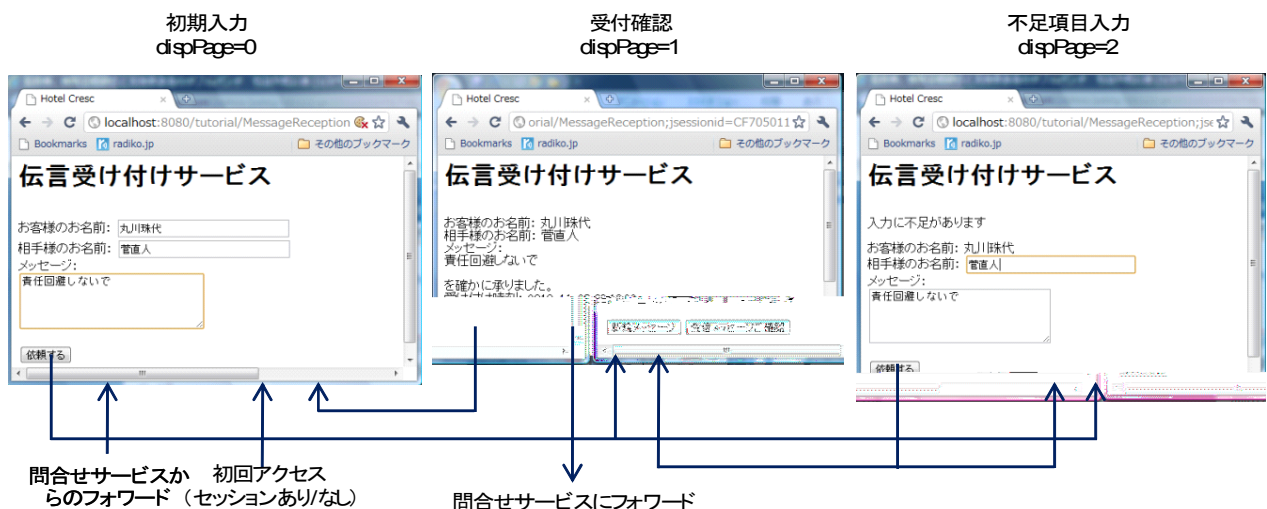 初期入力
dispPage=0
受付確認
dispPage=1
不足項目入力
dispPage=2
Hotel Cresc
localhost:8080/tutorial/MessageReception
Bookmarks radiko.jp その他のブックマーク
伝言受け付けサービス
お客様のお名前: 丸川珠代
相手様のお名前: 菅直人
メッセージ:
責任回避しないで
依頼する
Hotel Cresc
orial/MessageReception;jsessionid=CF705011
Bookmarks radiko.jp その他のブックマーク
伝言受け付けサービス
お客様のお名前: 丸川珠代
相手様のお名前: 菅直人
メッセージ:
責任回避しないで
を確かに承りました。
新規メッセージ
Hotel Cresc
localhost:8080/tutorial/MessageReception;jse
Bookmarks radiko.jp その他のブックマーク
伝言受け付けサービス
入力に不足があります
お客様のお名前: 丸川珠代
相手様のお名前: 菅直人
メッセージ:
責任回避しないで
依頼する
問合せサービスか
らのフォワード
初回アクセス
（セッションあり/なし）
問合せサービスにフォワード